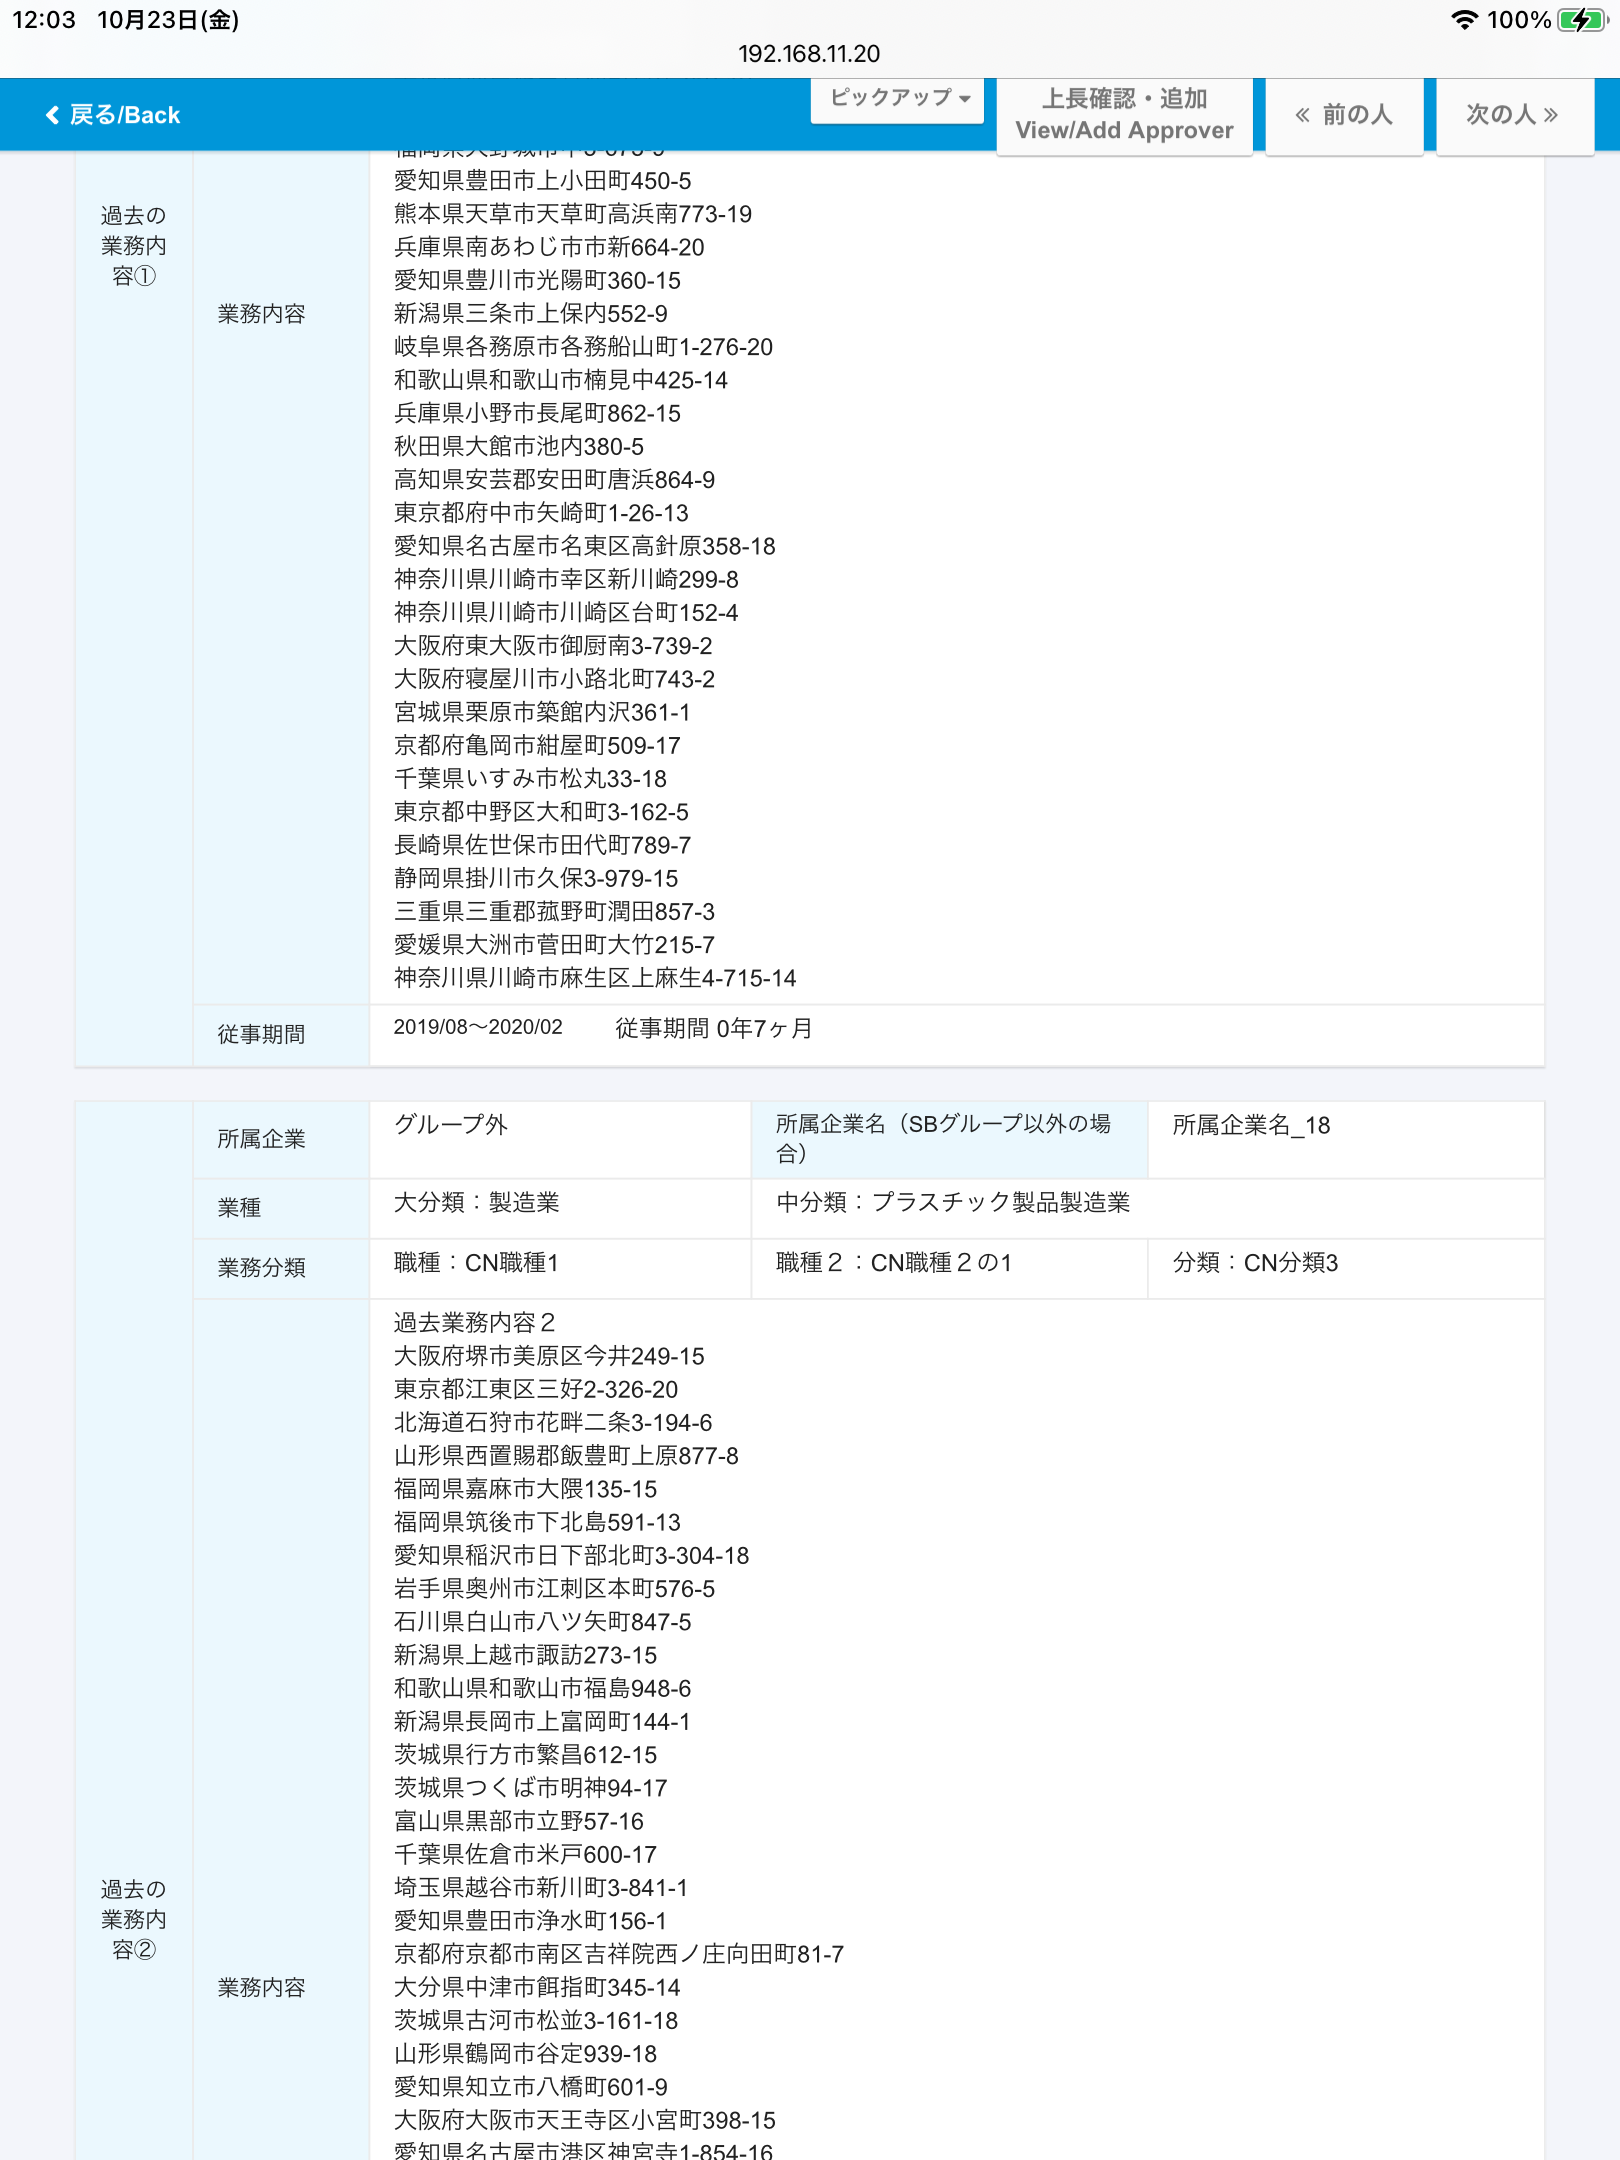 12:03 10月23日(金)
100%
192.168.11.20
戻る/Back
ピックアップ
上長確認・追加
View/Add Approver
« 前の人
次の人 »
愛知県豊田市上小田町450-5
過去の
業務内
容①
業務内容
熊本県天草市天草町高浜南773-19
兵庫県南あわじ市市新664-20
愛知県豊川市光陽町360-15
新潟県三条市上保内552-9
岐阜県各務原市各務船山町1-276-20
和歌山県和歌山市楠見中425-14
兵庫県小野市長尾町862-15
秋田県大館市池内380-5
高知県安芸郡安田町唐浜864-9
東京都府中市矢崎町1-26-13
愛知県名古屋市名東区高針原358-18
神奈川県川崎市幸区新川崎299-8
神奈川県川崎市川崎区台町152-4
大阪府東大阪市御厨南3-739-2
大阪府寝屋川市小路北町743-2
宮城県栗原市築館内沢361-1
京都府亀岡市紺屋町509-17
千葉県いすみ市松丸33-18
東京都中野区大和町3-162-5
長崎県佐世保市田代町789-7
静岡県掛川市久保3-979-15
三重県三重郡菰野町潤田857-3
愛媛県大洲市菅田町大竹215-7
神奈川県川崎市麻生区上麻生4-715-14
従事期間
2019/08～2020/02 従事期間 0年7ヶ月
所属企業
グループ外
所属企業名（SBグループ以外の場
合）
所属企業名_18
業種
大分類：製造業
中分類：プラスチック製品製造業
業務分類
職種：CN職種1
職種２：CN職種２の1
分類：CN分類3
過去の
業務内
容②
業務内容
過去業務内容２
大阪府堺市美原区今井249-15
東京都江東区三好2-326-20
北海道石狩市花畔二条3-194-6
山形県西置賜郡飯豊町上原877-8
福岡県嘉麻市大隈135-15
福岡県筑後市下北島591-13
愛知県稲沢市日下部北町3-304-18
岩手県奥州市江刺区本町576-5
石川県白山市八ツ矢町847-5
新潟県上越市諏訪273-15
和歌山県和歌山市福島948-6
新潟県長岡市上富岡町144-1
茨城県行方市繁昌612-15
茨城県つくば市明神94-17
富山県黒部市立野57-16
千葉県佐倉市米戸600-17
埼玉県越谷市新川町3-841-1
愛知県豊田市浄水町156-1
京都府京都市南区吉祥院西ノ庄向田町81-7
大分県中津市餌指町345-14
茨城県古河市松並3-161-18
山形県鶴岡市谷定939-18
愛知県知立市八橋町601-9
大阪府大阪市天王寺区小宮町398-15
愛知県名古屋市港区神宮寺1-854-16